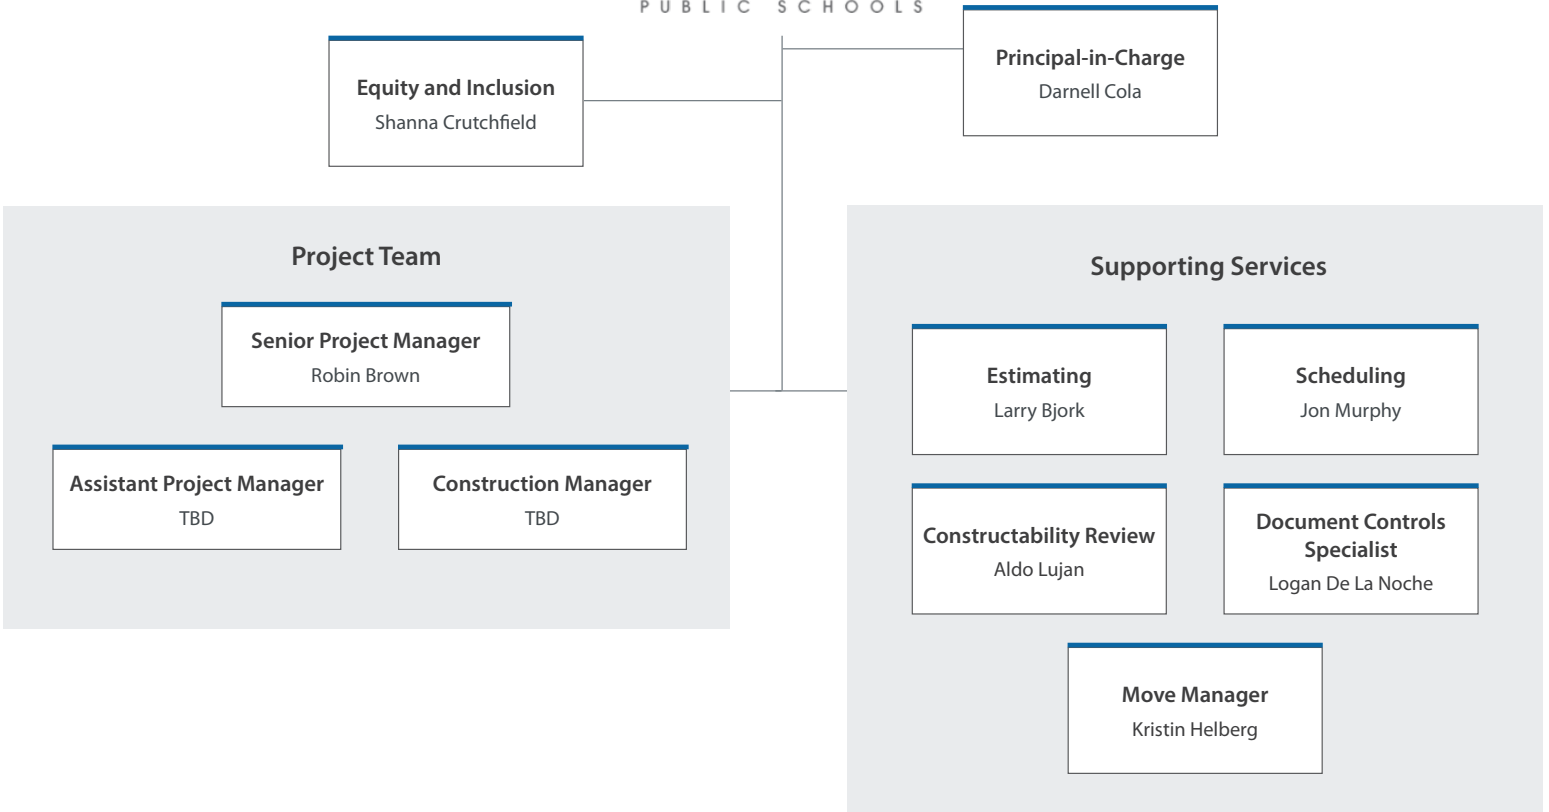 PUBLIC SCHOOLS
Principal-in-Charge
Darnell Cola
Equity and Inclusion
Shanna Crutchfield
Project Team
Senior Project Manager
Robin Brown
Assistant Project Manager
TBD
Construction Manager
TBD
Supporting Services
Estimating
Larry Bjork
Scheduling
Jon Murphy
Constructability Review
Aldo Lujan
Document Controls
Specialist
Logan De La Noche
Move Manager
Kristin Helberg